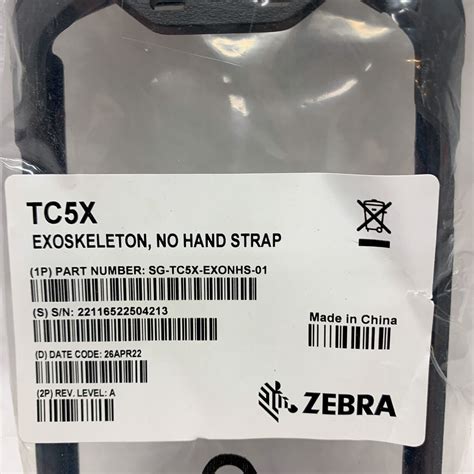 TC5X
EXOSKELETON, NO HAND STRAP
(1P) PART NUMBER: SG-TC5X-EXONHS-01
(S) S/N: 22116522504213
Made in China
(D) DATE CODE: 26APR22
(2P) REV. LEVEL: A
ZEBRA